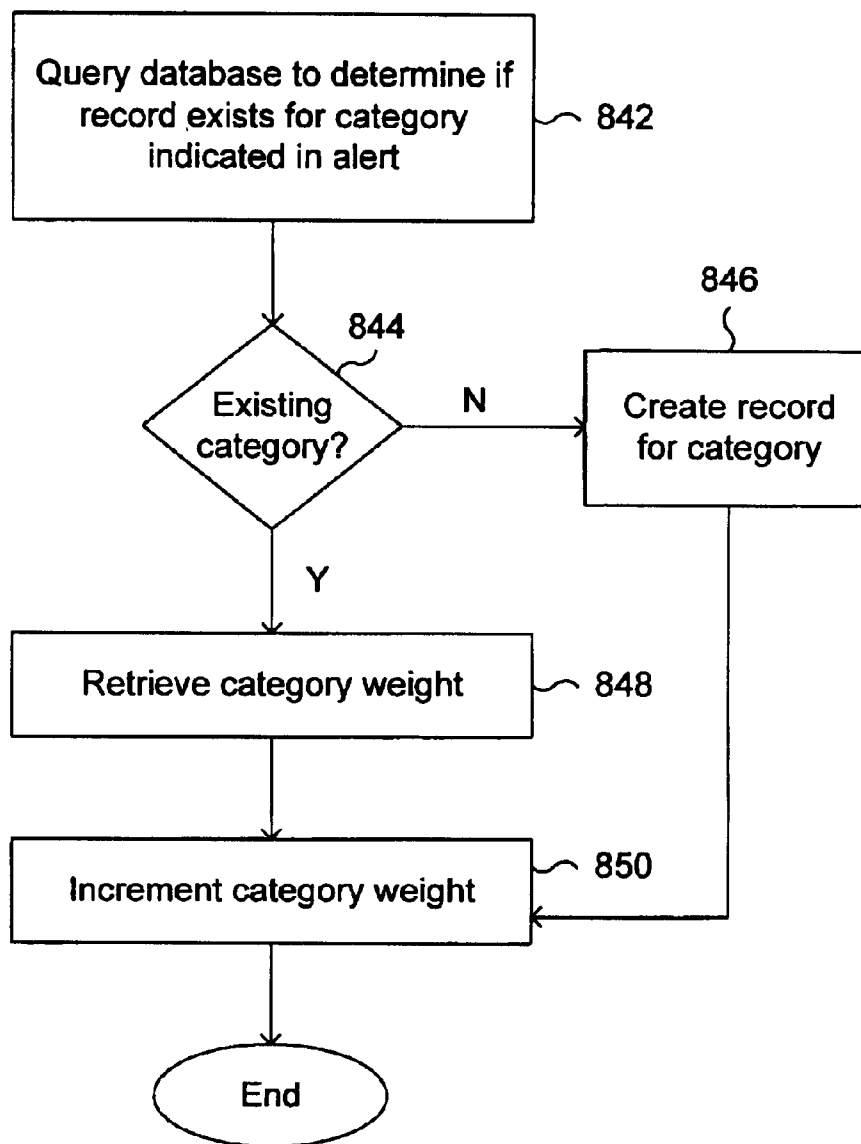 Query database to determine if
record exists for category
indicated in alert
842
844
846
Existing
category?
N
Create record
for category
Y
Retrieve category weight
848
Increment category weight
850
End